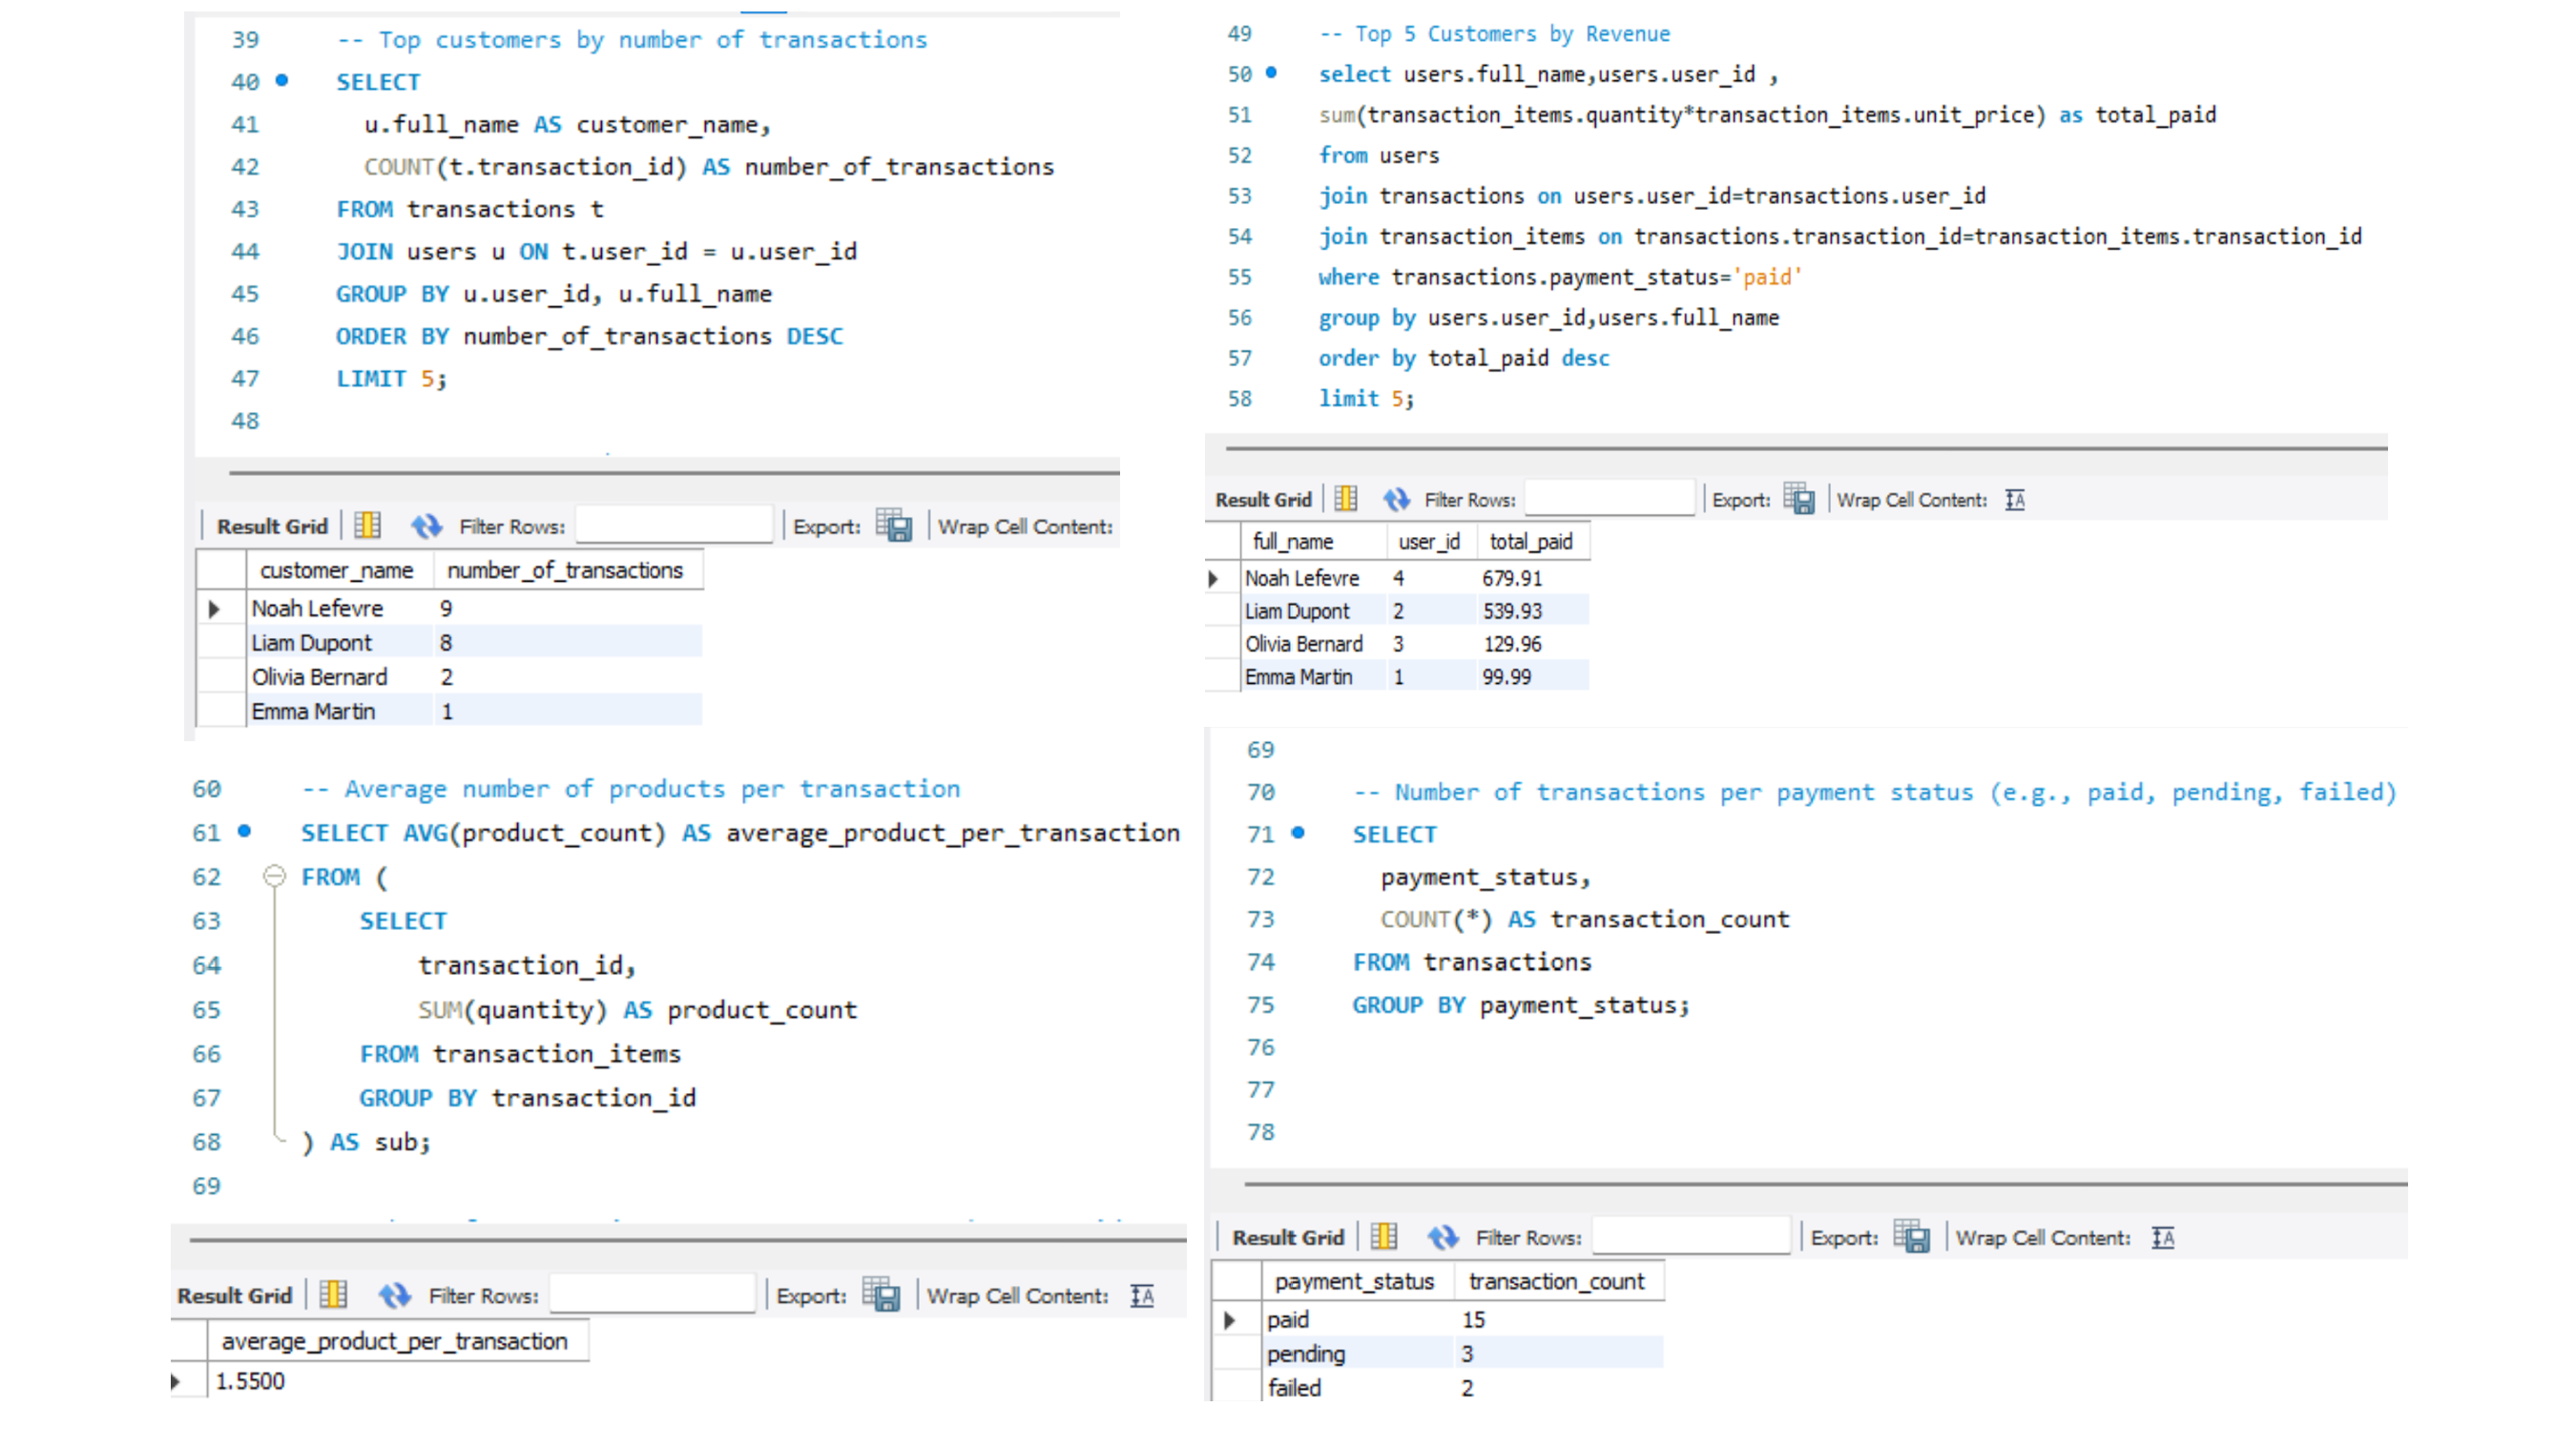 39 -- Top customers by number of transactions
40 SELECT
41 u.full_name AS customer_name,
42 COUNT(t.transaction_id) AS number_of_transactions
43 FROM transactions t
44 JOIN users u ON t.user_id = u.user_id
45 GROUP BY u.user_id, u.full_name
46 ORDER BY number_of_transactions DESC
47 LIMIT 5;
48
Result Grid Filter Rows: Export: Wrap Cell Content:
customer_name number_of_transactions
Noah Lefevre 9
Liam Dupont 8
Olivia Bernard 2
Emma Martin 1
49 -- Top 5 Customers by Revenue
50 select users.full_name,users.user_id ,
51 sum(transaction_items.quantity*transaction_items.unit_price) as total_paid
52 from users
53 join transactions on users.user_id=transactions.user_id
54 join transaction_items on transactions.transaction_id=transaction_items.transaction_id
55 where transactions.payment_status='paid'
56 group by users.user_id,users.full_name
57 order by total_paid desc
58 limit 5;
Result Grid Filter Rows: Export: Wrap Cell Content:
full_name user_id total_paid
Noah Lefevre 4 679.91
Liam Dupont 2 539.93
Olivia Bernard 3 129.96
Emma Martin 1 99.99
60 -- Average number of products per transaction
61 SELECT AVG(product_count) AS average_product_per_transaction
62 FROM (
63 SELECT
64 transaction_id,
65 SUM(quantity) AS product_count
66 FROM transaction_items
67 GROUP BY transaction_id
68 ) AS sub;
69
Result Grid Filter Rows: Export: Wrap Cell Content:
average_product_per_transaction
1.5500
69
70 -- Number of transactions per payment status (e.g., paid, pending, failed)
71 SELECT
72 payment_status,
73 COUNT(*) AS transaction_count
74 FROM transactions
75 GROUP BY payment_status;
76
77
78
Result Grid Filter Rows: Export: Wrap Cell Content:
payment_status transaction_count
paid 15
pending 3
failed 2